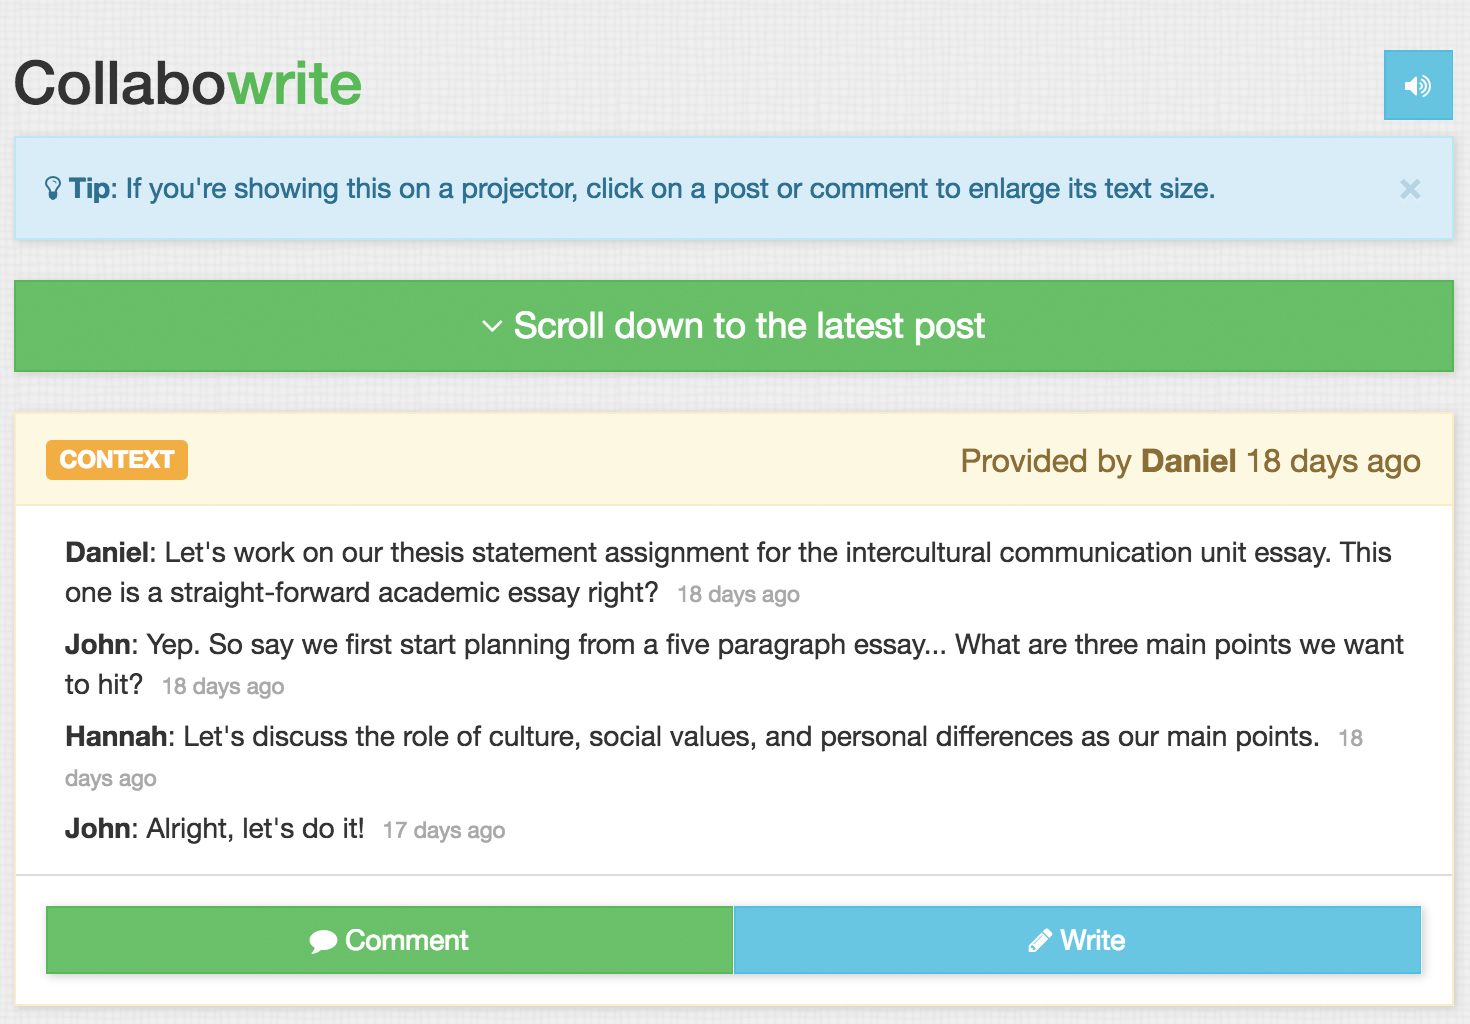 Collabowrite
Tip: If you're showing this on a projector, click on a post or comment to enlarge its text size.
Scroll down to the latest post
CONTEXT
Provided by Daniel 18 days ago
Daniel: Let's work on our thesis statement assignment for the intercultural communication unit essay. This
one is a straight-forward academic essay right? 18 days ago
John: Yep. So say we first start planning from a five paragraph essay... What are three main points we want
to hit? 18 days ago
Hannah: Let's discuss the role of culture, social values, and personal differences as our main points. 18
days ago
John: Alright, let's do it! 17 days ago
Comment
Write